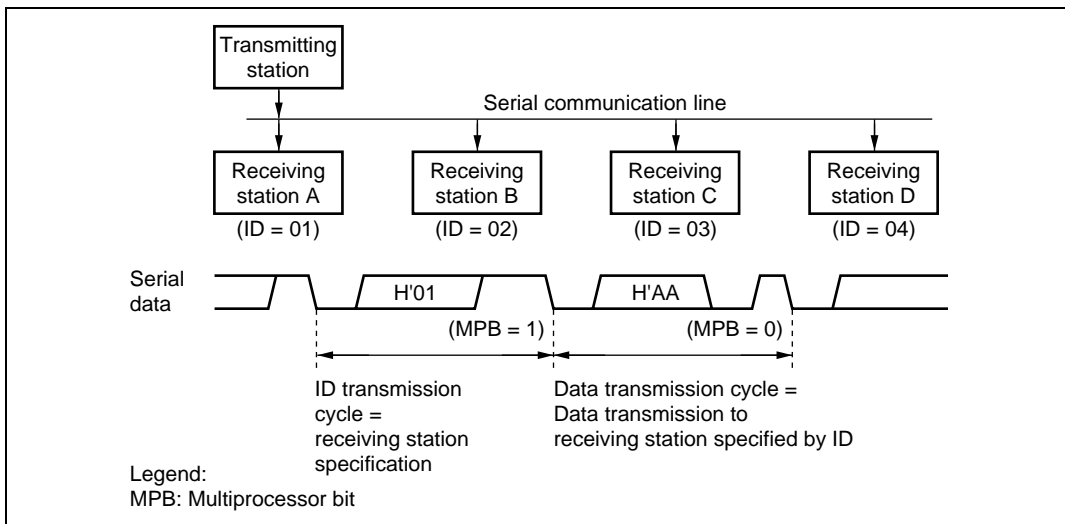 Transmitting
station
Serial communication line
Receiving
station A
Receiving
station B
Receiving
station C
Receiving
station D
(ID = 01)
(ID = 02)
(ID = 03)
(ID = 04)
Serial
data
H'01
H'AA
(MPB = 1)
(MPB = 0)
ID transmission
cycle =
receiving station
specification
Data transmission cycle =
Data transmission to
receiving station specified by ID
Legend:
MPB: Multiprocessor bit